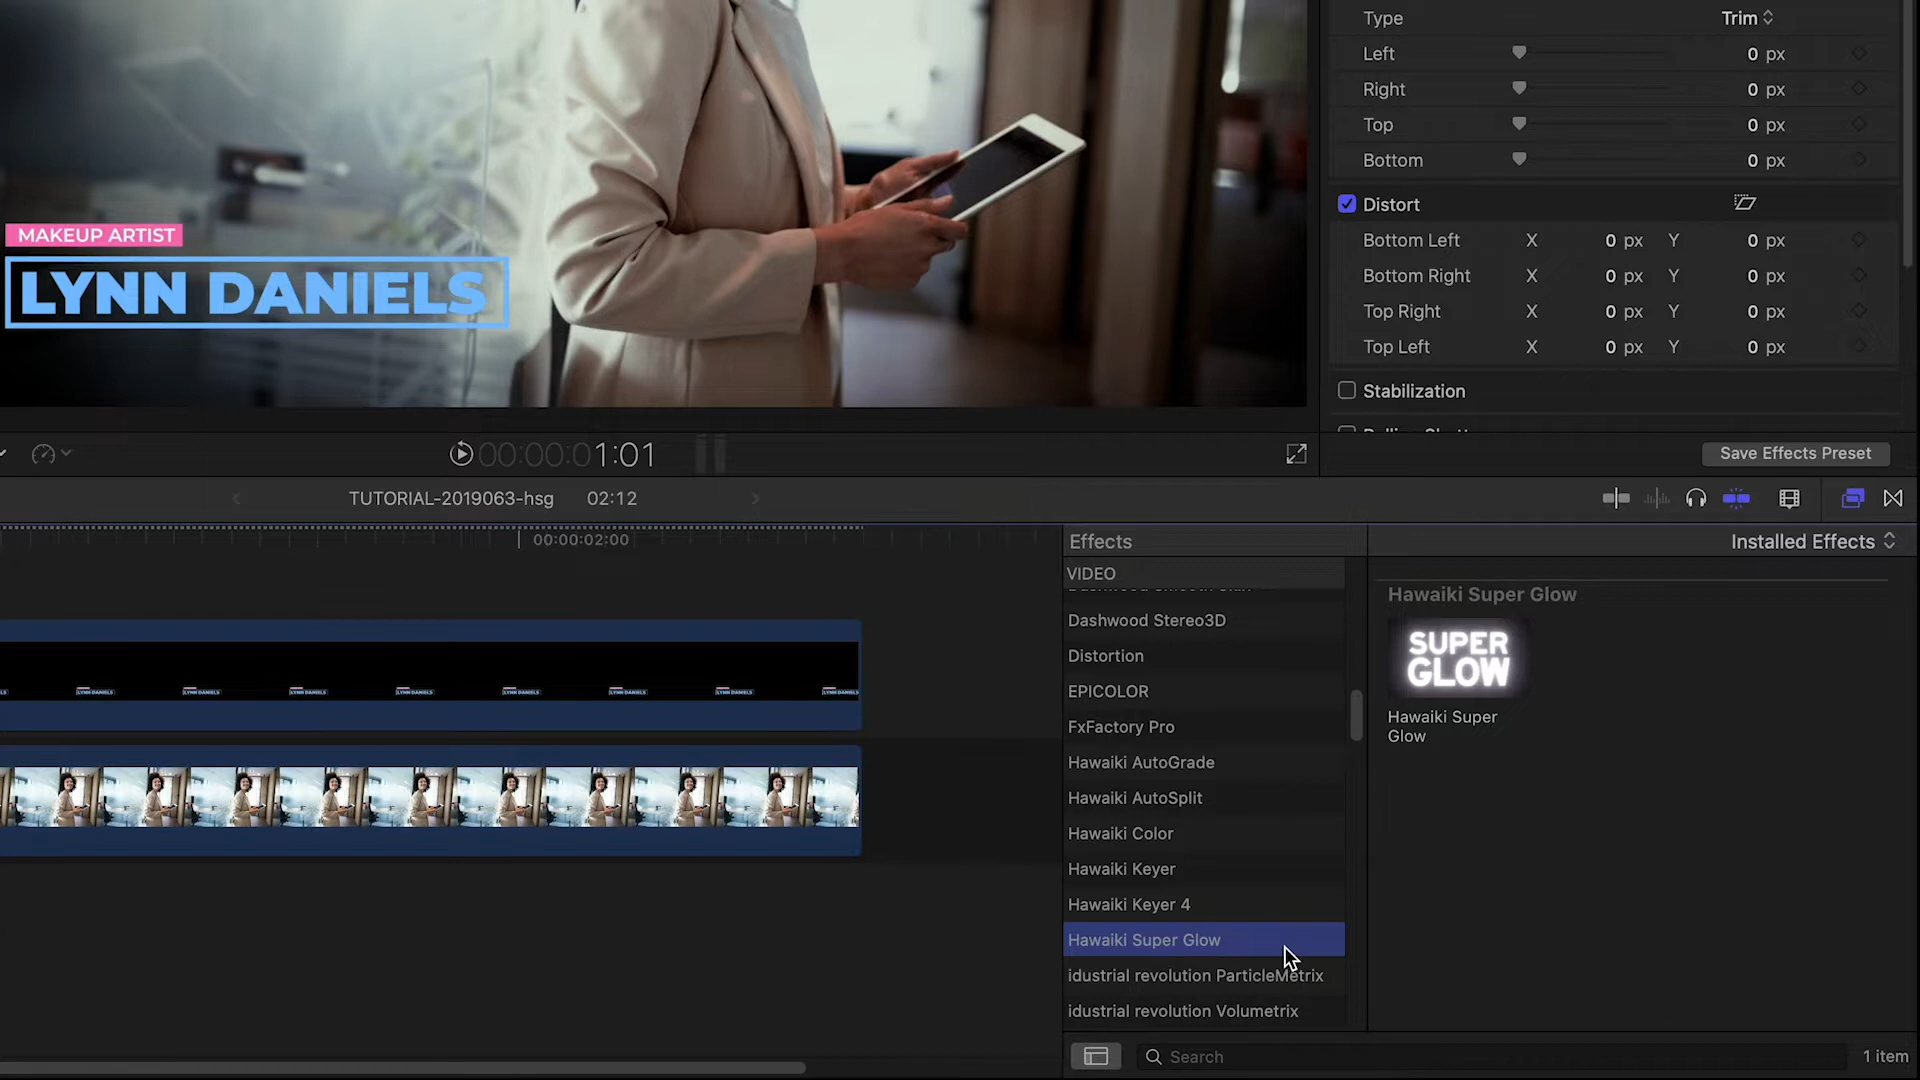 Type Trim
Left 0 px
Right 0 px
Top 0 px
Bottom 0 px
Distort
Bottom Left X 0 px Y 0 px
Bottom Right X 0 px Y 0 px
Top Right X 0 px Y 0 px
Top Left X 0 px Y 0 px
Stabilization
Save Effects Preset
MAKEUP ARTIST
LYNN DANIELS
00:00:01:01
TUTORIAL-2019063-hsg 02:12
00:00:02:00
Effects
Installed Effects
VIDEO
Dashwood Stereo3D
Distortion
EPICOLOR
FxFactory Pro
Hawaiki AutoGrade
Hawaiki AutoSplit
Hawaiki Color
Hawaiki Keyer
Hawaiki Keyer 4
Hawaiki Super Glow
idustrial revolution ParticleMetrix
idustrial revolution Volumetrix
Hawaiki Super Glow
SUPER
GLOW
Hawaiki Super
Glow
Search
1 item